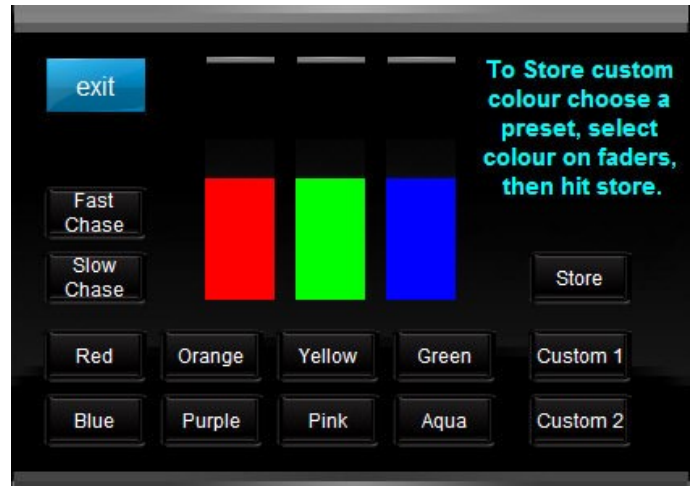 exit
To Store custom
colour choose a
preset, select
colour on faders,
then hit store.
Fast
Chase
Slow
Chase
Store
Red
Orange
Yellow
Green
Custom 1
Blue
Purple
Pink
Aqua
Custom 2